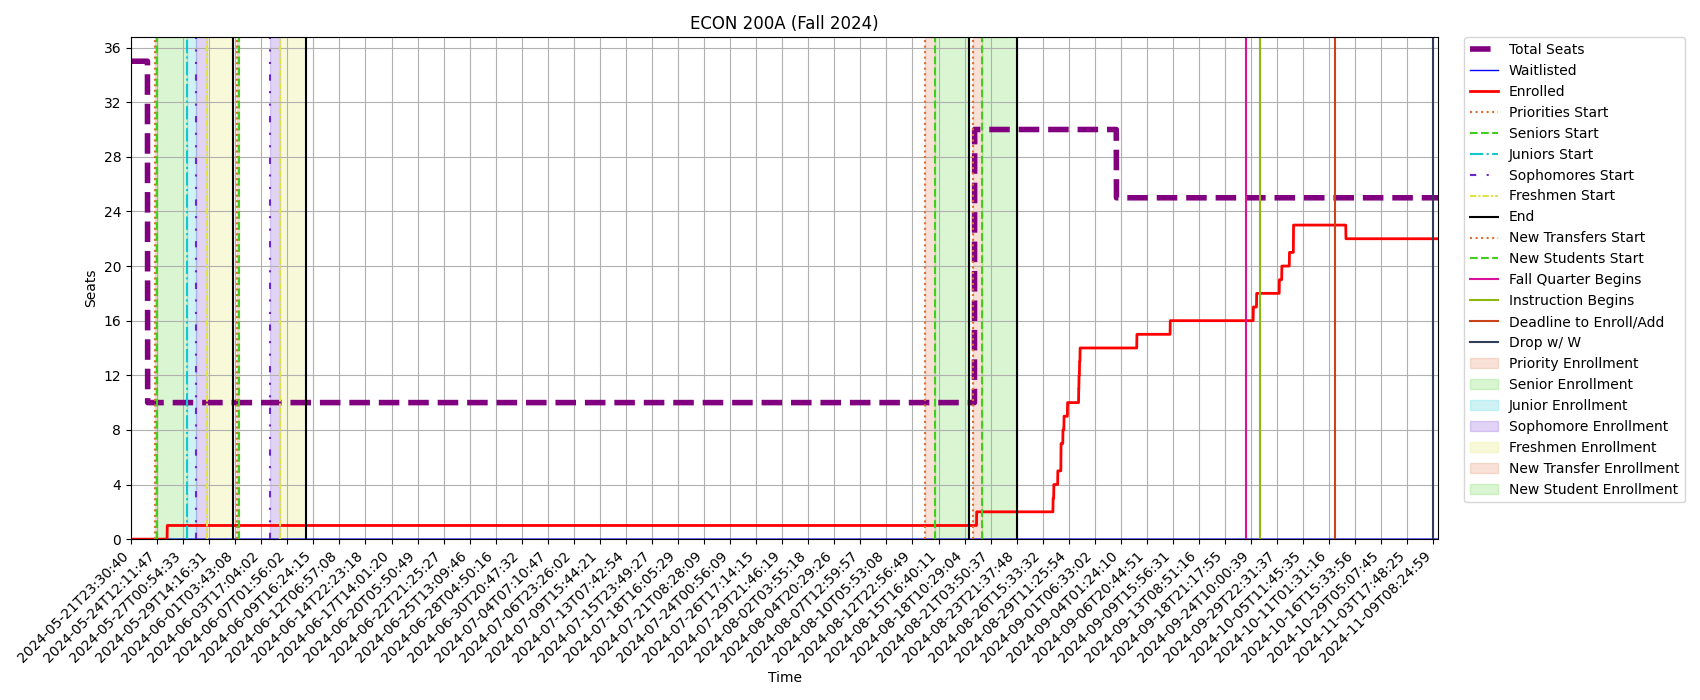 ECON 200A (Fall 2024)
36
32
28
24
20
16
12
8
4
0
Seats
2024-05-21T23:30:40
2024-05-24T12:11:47
2024-05-27T00:54:33
2024-05-29T14:16:31
2024-06-01T03:43:08
2024-06-03T17:04:02
2024-06-07T01:56:02
2024-06-09T16:24:15
2024-06-12T06:57:08
2024-06-14T22:23:18
2024-06-17T14:01:20
2024-06-20T05:50:49
2024-06-22T21:25:27
2024-06-25T13:09:46
2024-06-28T04:50:16
2024-06-30T20:47:32
2024-07-04T07:10:47
2024-07-06T23:26:02
2024-07-09T15:44:21
2024-07-13T07:42:54
2024-07-15T23:49:27
2024-07-18T16:05:29
2024-07-21T08:28:09
2024-07-24T00:56:09
2024-07-26T17:14:15
2024-07-29T21:46:19
2024-08-02T03:55:18
2024-08-04T20:29:26
2024-08-07T12:59:57
2024-08-10T05:53:08
2024-08-12T22:56:49
2024-08-15T16:40:11
2024-08-18T10:29:04
2024-08-21T03:50:37
2024-08-23T21:37:48
2024-08-26T15:33:32
2024-08-29T11:25:54
2024-09-01T06:33:02
2024-09-04T01:24:10
2024-09-06T20:44:51
2024-09-09T15:56:31
2024-09-13T08:51:16
2024-09-18T21:17:55
2024-09-24T10:00:39
2024-09-29T22:31:37
2024-10-05T11:45:35
2024-10-11T01:31:16
2024-10-16T15:33:56
2024-10-29T05:07:45
2024-11-03T17:48:25
2024-11-09T08:24:59
Time
Total Seats
Waitlisted
Enrolled
Priorities Start
Seniors Start
Juniors Start
Sophomores Start
Freshmen Start
End
New Transfers Start
New Students Start
Fall Quarter Begins
Instruction Begins
Deadline to Enroll/Add
Drop w/ W
Priority Enrollment
Senior Enrollment
Junior Enrollment
Sophomore Enrollment
Freshmen Enrollment
New Transfer Enrollment
New Student Enrollment